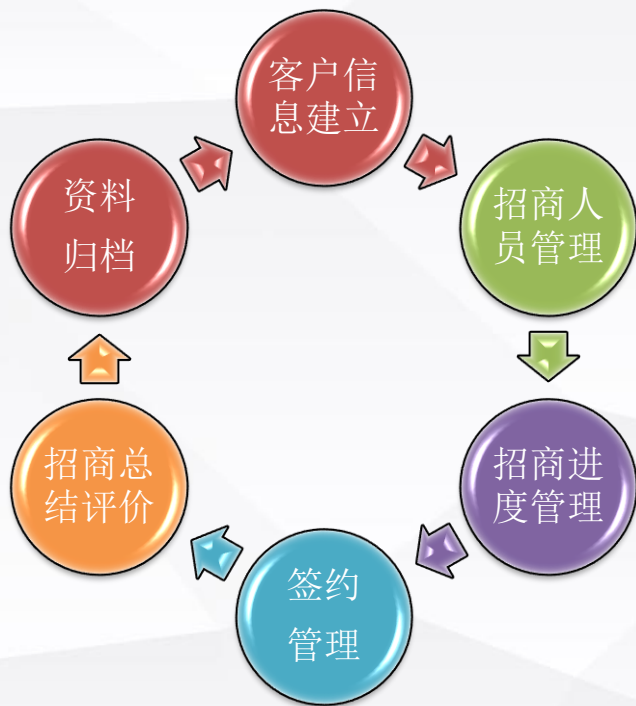 客户信
息建立
招商人
员管理
招商进
度管理
签约
管理
招商总
结评价
资料
归档